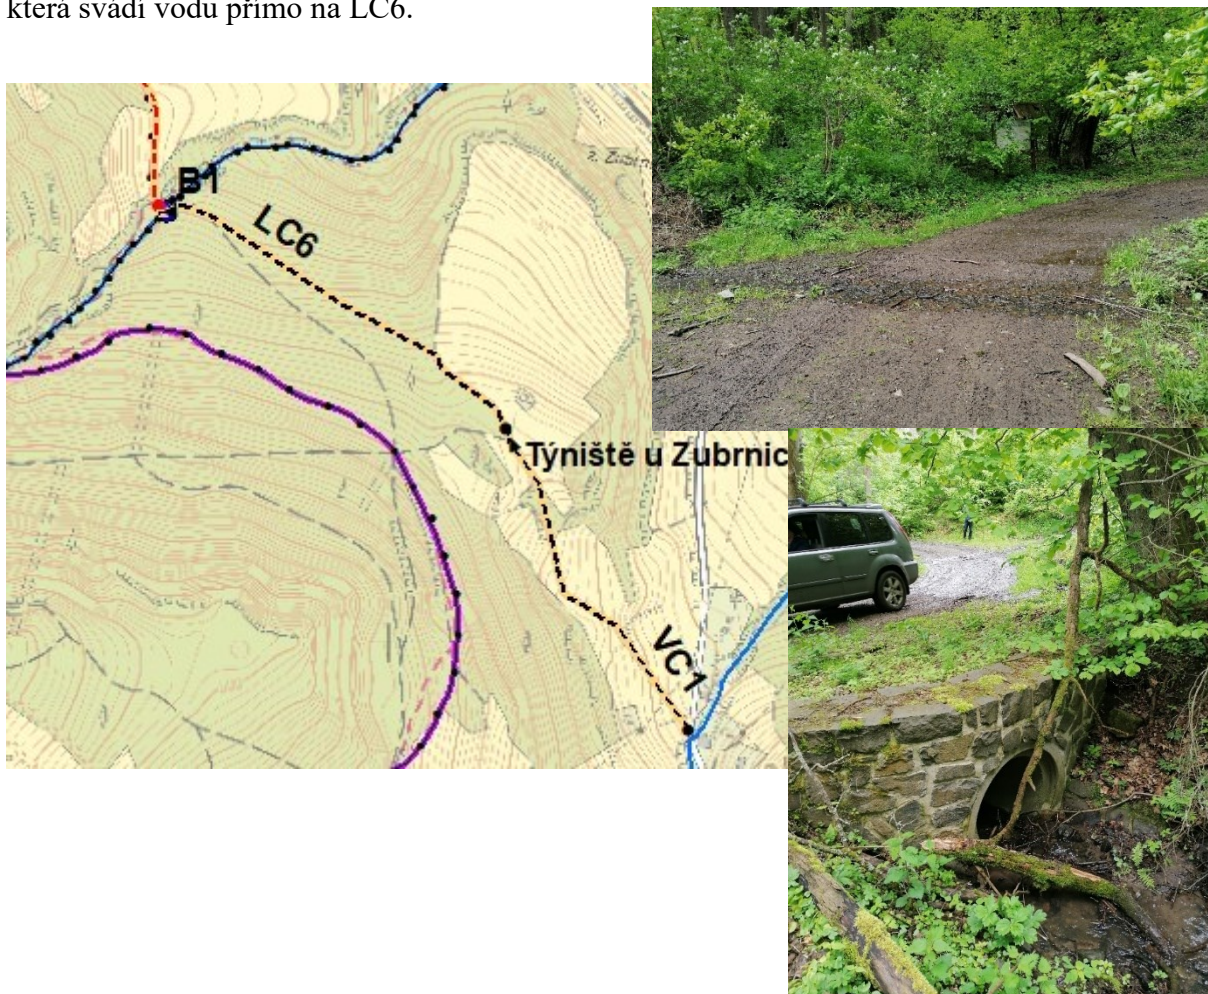 která svádí vodu přímo na LC6.
B1
LC6
Týniště u Zubrnic
VC1